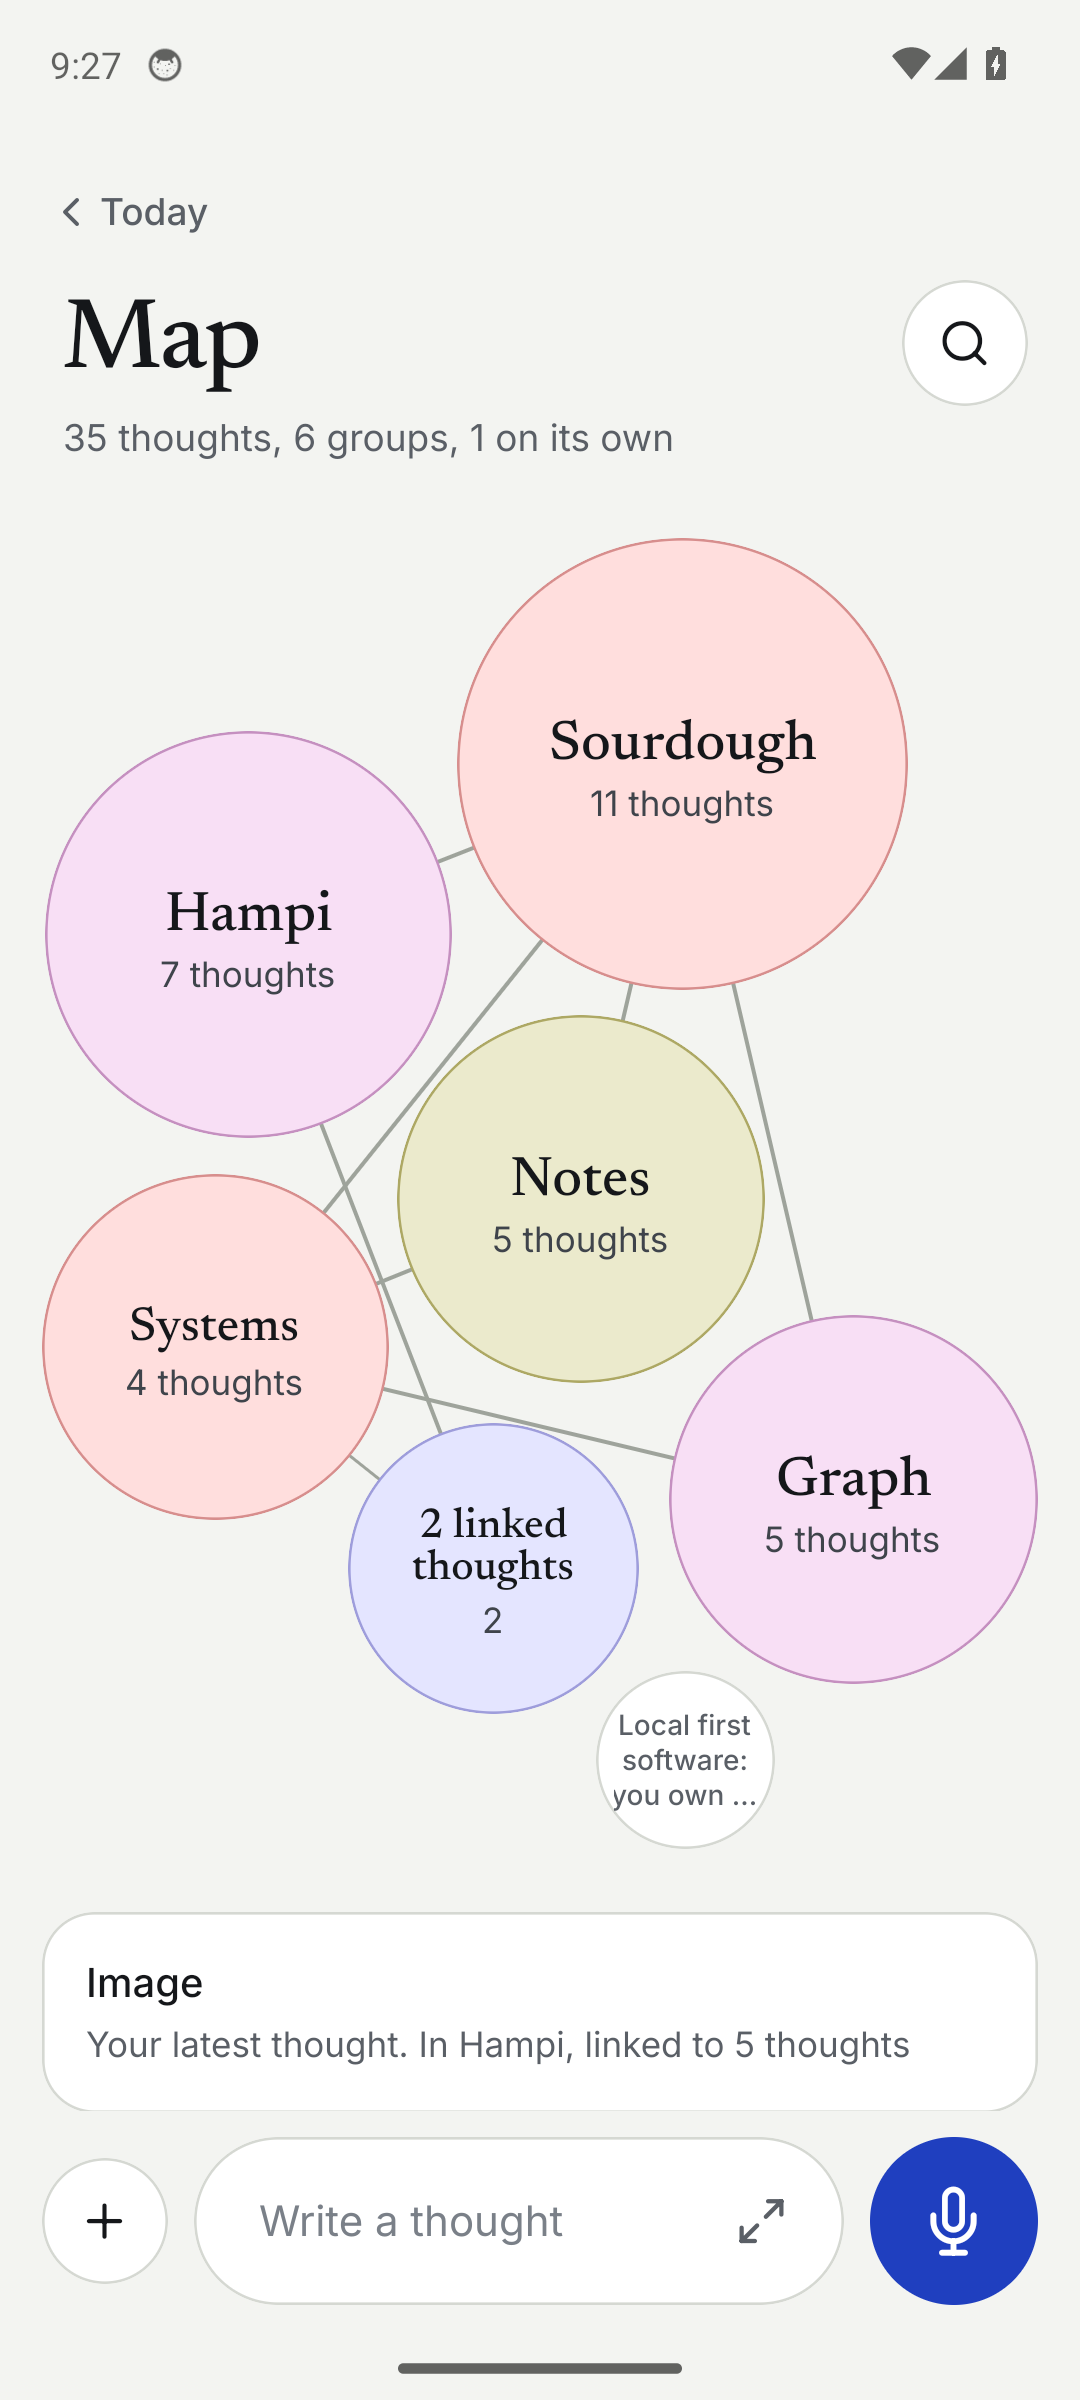 9:27
Today
Map
35 thoughts, 6 groups, 1 on its own
Sourdough
11 thoughts
Hampi
7 thoughts
Notes
5 thoughts
Systems
4 thoughts
Graph
5 thoughts
2 linked
thoughts
2
Local first
software:
you own ...
Image
Your latest thought. In Hampi, linked to 5 thoughts
Write a thought